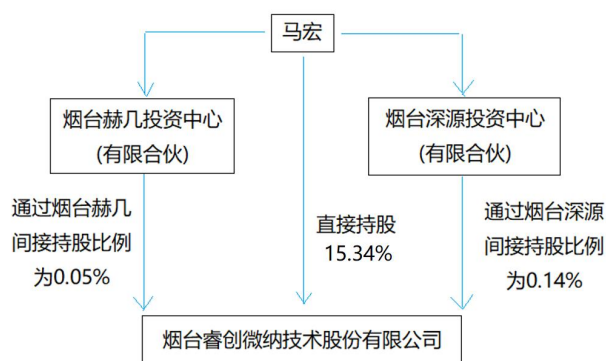 马宏
烟台赫几投资中心
(有限合伙)
烟台深源投资中心
(有限合伙)
通过烟台赫几
间接持股比例
为0.05%
直接持股
15.34%
通过烟台深源
间接持股比例
为0.14%
烟台睿创微纳技术股份有限公司